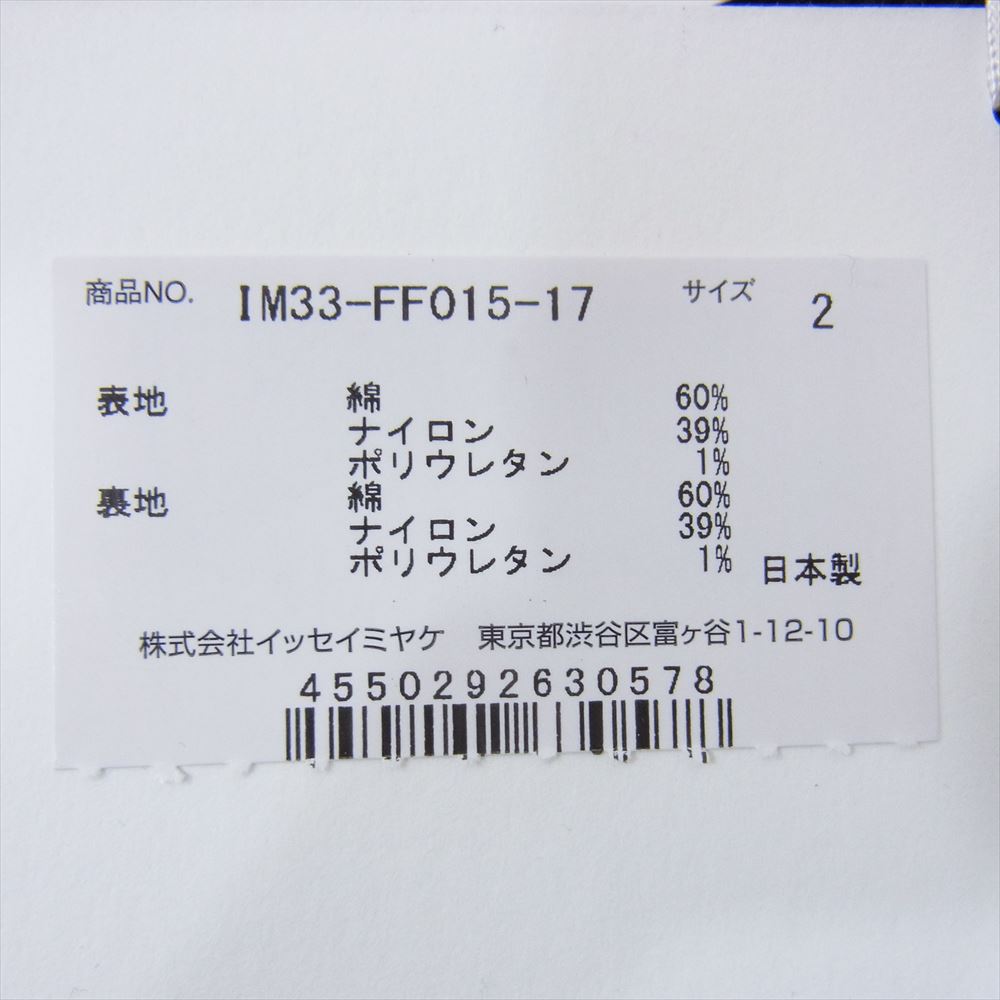 商品NO. IM33-FF015-17 サイズ 2
表地 綿 60%
ナイロン 39%
ポリウレタン 1%
裏地 綿 60%
ナイロン 39%
ポリウレタン 1% 日本製
株式会社イッセイミヤケ 東京都渋谷区富ヶ谷1-12-10
4550292630578